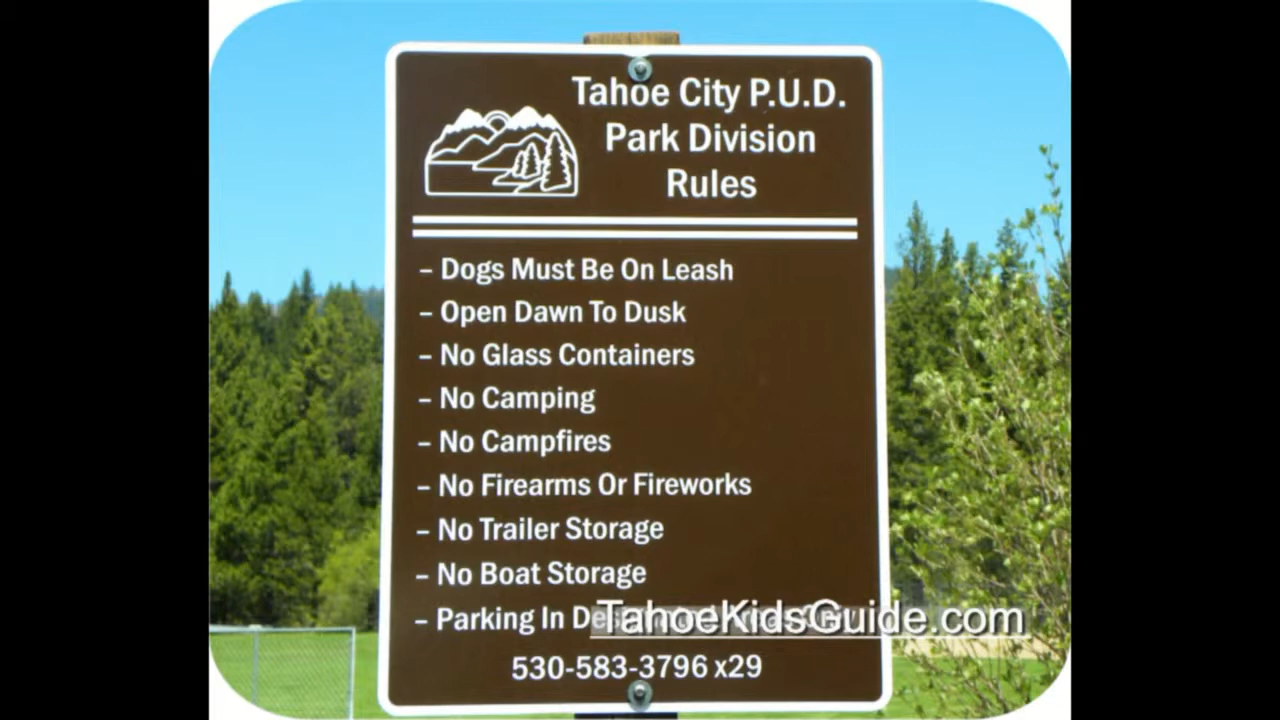 Tahoe City P.U.D.
Park Division
Rules
– Dogs Must Be On Leash
– Open Dawn To Dusk
– No Glass Containers
– No Camping
– No Campfires
– No Firearms Or Fireworks
– No Trailer Storage
– No Boat Storage
– Parking In
TahoeKidsGuide.com
530-583-3796 x29